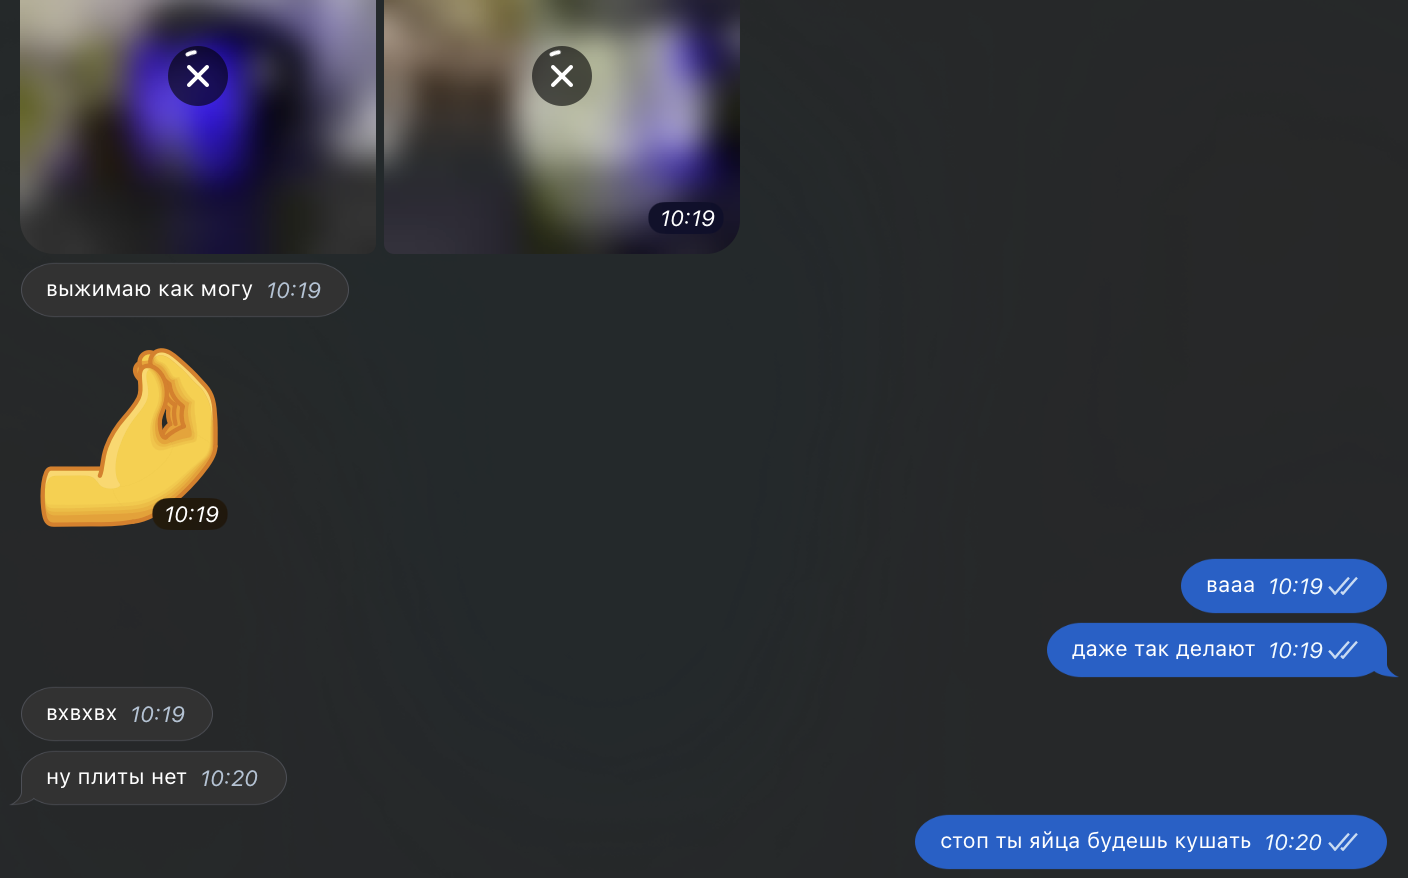 10:19
выжимаю как могу 10:19
10:19
вааа 10:19
даже так делают 10:19
вхвхвх 10:19
ну плиты нет 10:20
стоп ты яйца будешь кушать 10:20